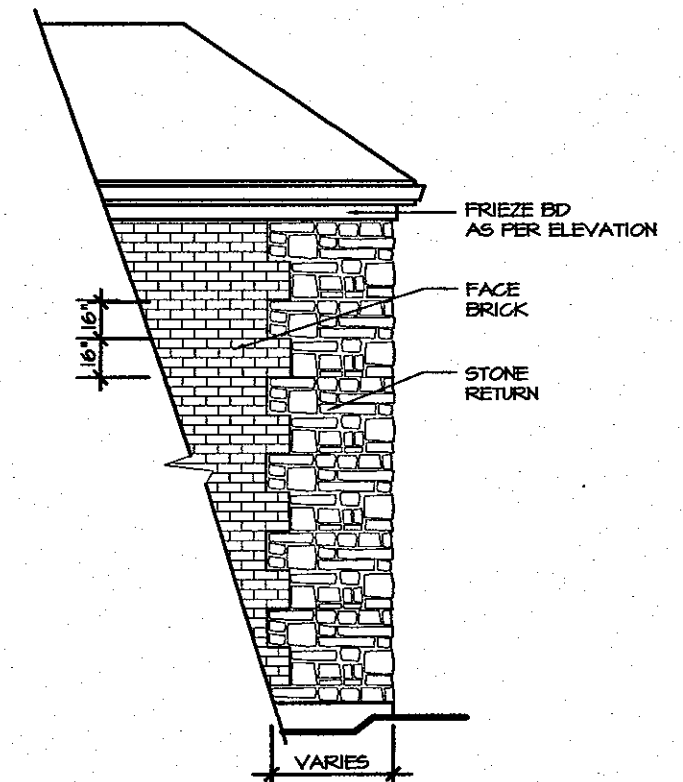 FRIEZE BD
AS PER ELEVATION
FACE
BRICK
16"
16"
STONE
RETURN
VARIES